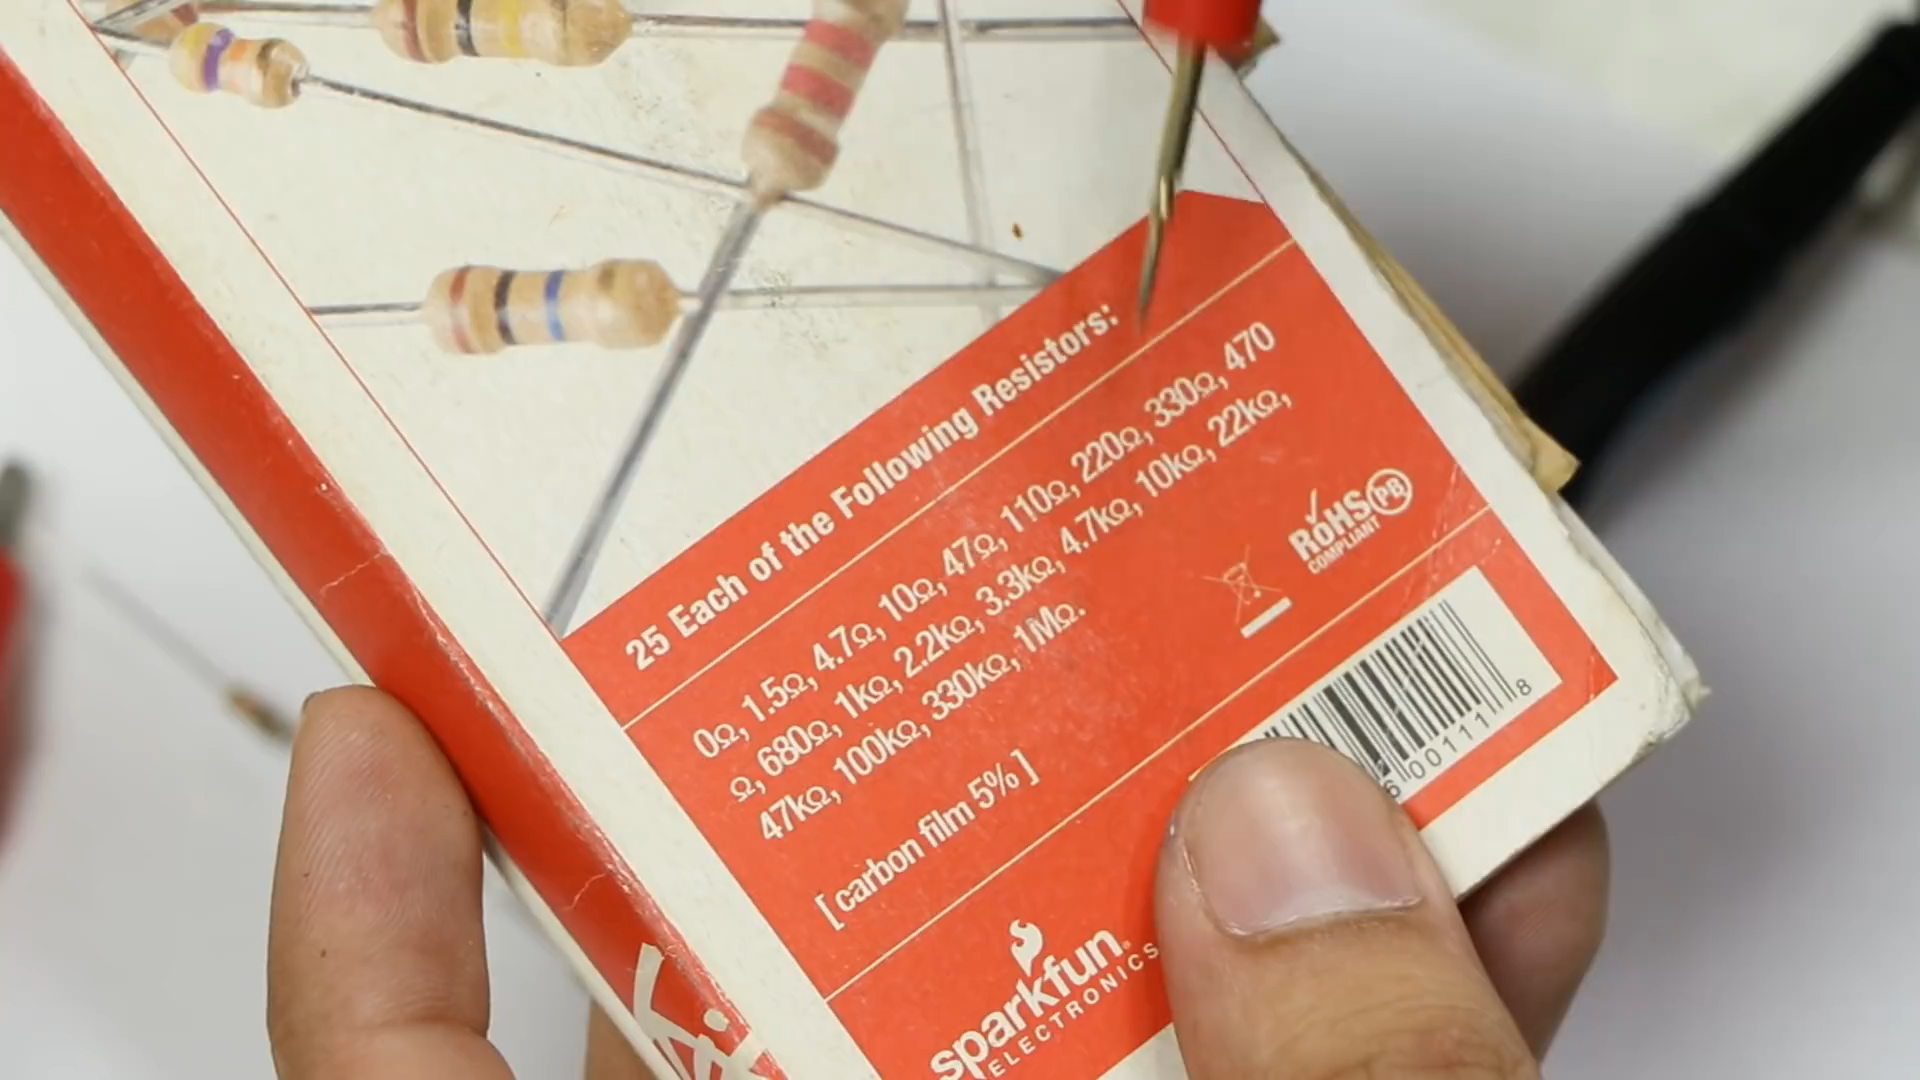 25 Each of the Following Resistors:
0Ω, 1.5Ω, 4.7Ω, 10Ω, 47Ω, 110Ω, 220Ω, 330Ω, 470
Ω, 680Ω, 1kΩ, 2.2kΩ, 3.3kΩ, 4.7kΩ, 10kΩ, 22kΩ,
47kΩ, 100kΩ, 330kΩ, 1MΩ.
[ carbon film 5% ]
RoHS PB
COMPLIANT
600111 8
sparkfun®
ELECTRONICS